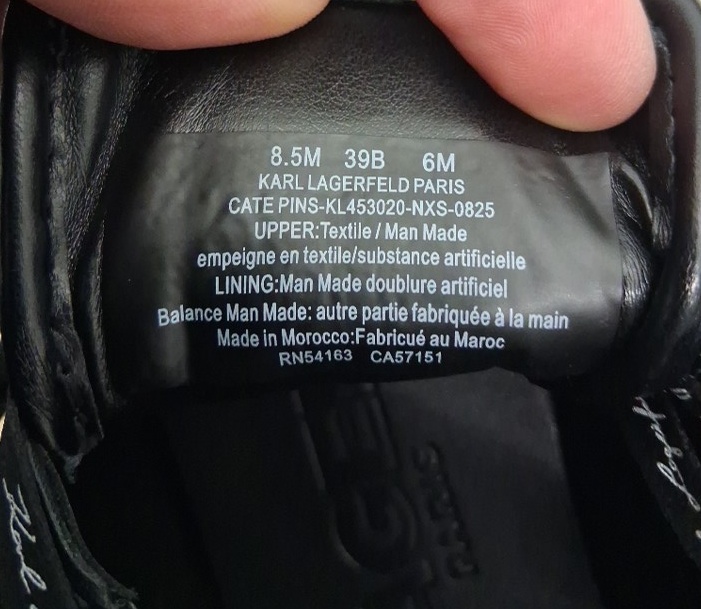 8.5M 39B 6M
KARL LAGERFELD PARIS
CATE PINS-KL453020-NXS-0825
UPPER:Textile / Man Made
empeigne en textile/substance artificielle
LINING:Man Made doublure artificiel
Balance Man Made: autre partie fabriquée à la main
Made in Morocco:Fabricué au Maroc
RN54163 CA57151
PARIS
Karl